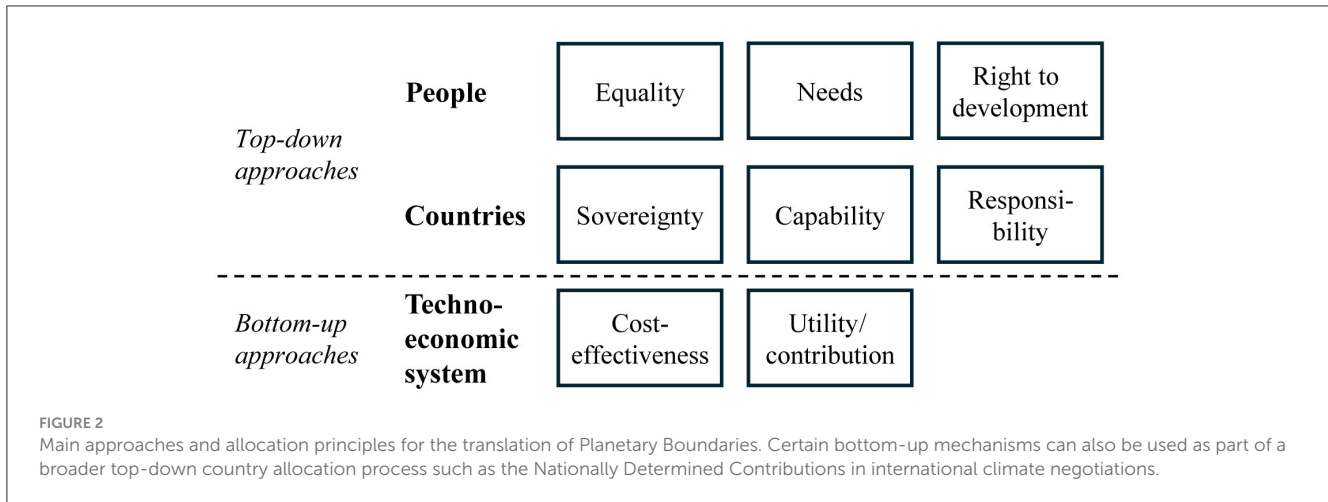 Top-down
approaches
People
Equality
Needs
Right to
development
Countries
Sovereignty
Capability
Responsi-
bility
Bottom-up
approaches
Techno-
economic
system
Cost-
effectiveness
Utility/
contribution
FIGURE 2
Main approaches and allocation principles for the translation of Planetary Boundaries. Certain bottom-up mechanisms can also be used as part of a
broader top-down country allocation process such as the Nationally Determined Contributions in international climate negotiations.